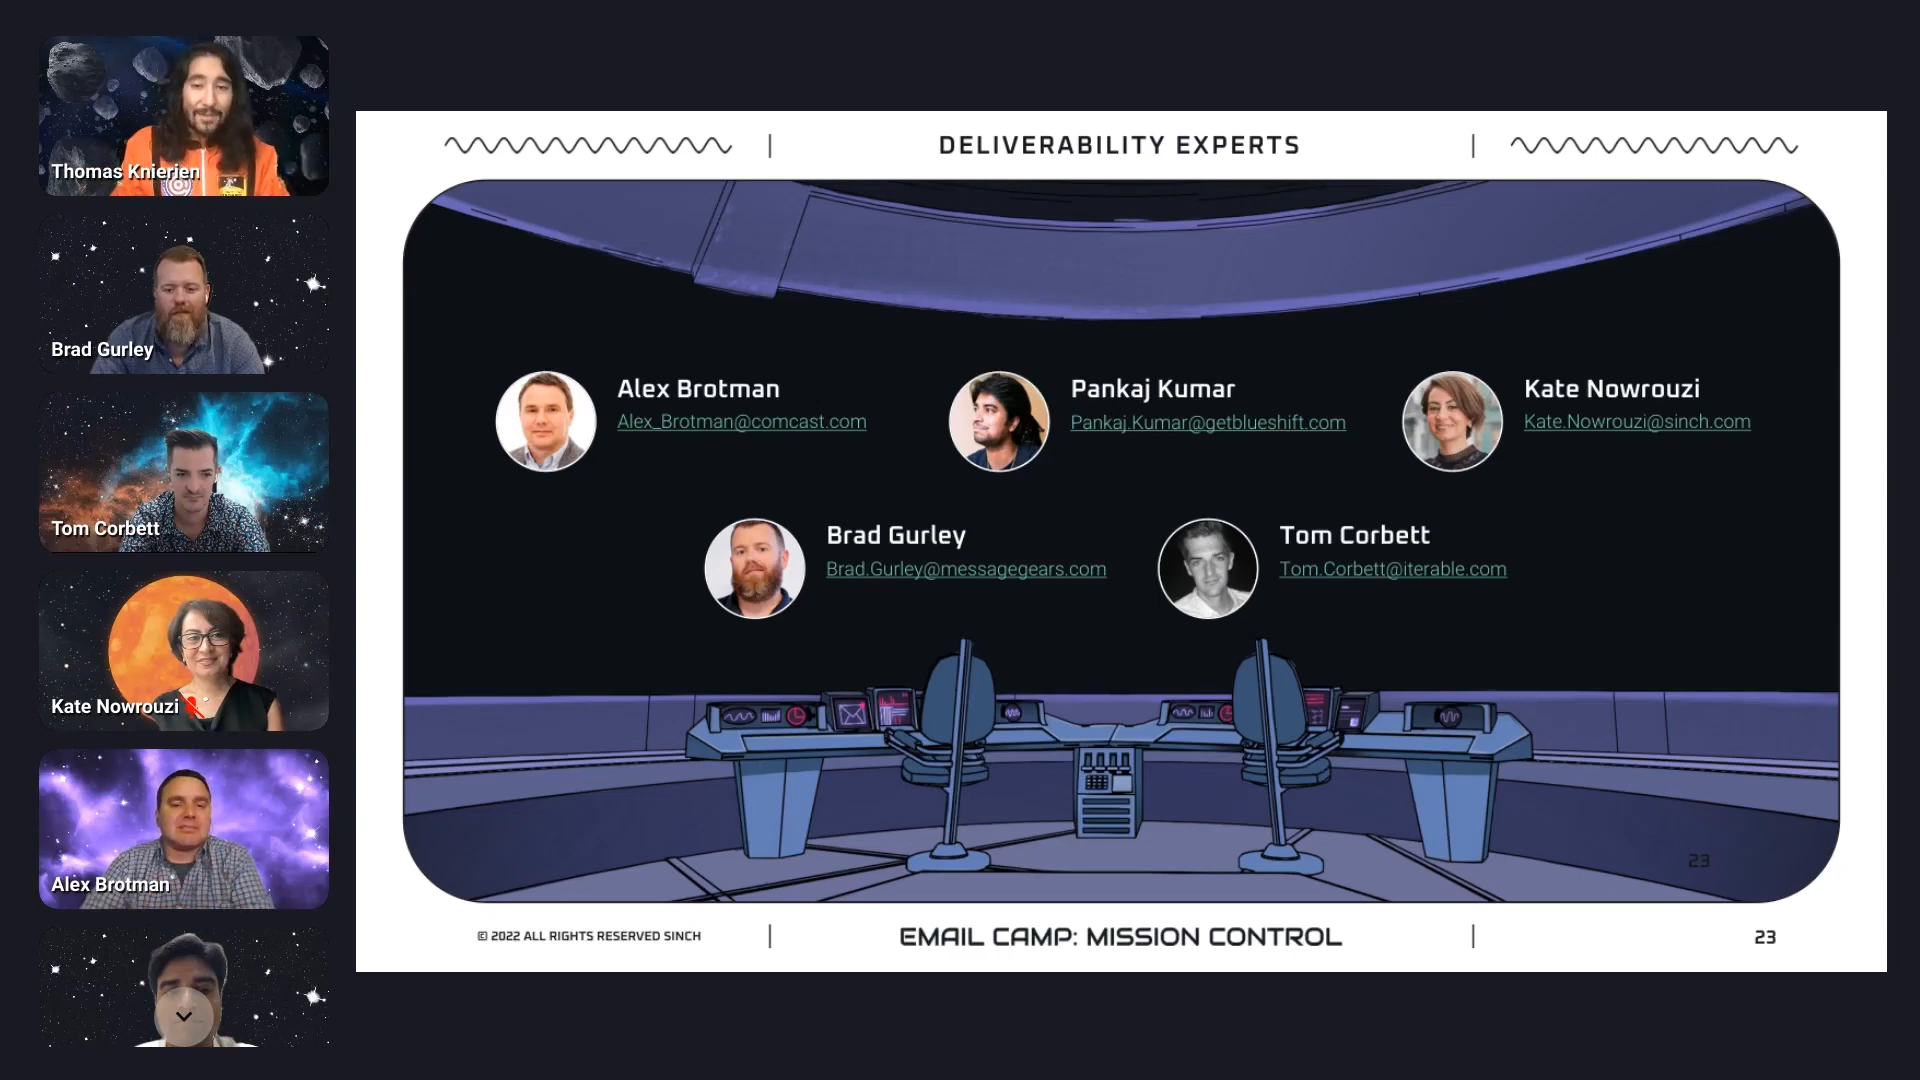 Thomas Knierien
Brad Gurley
Tom Corbett
Kate Nowrouzi
Alex Brotman
DELIVERABILITY EXPERTS
Alex Brotman
Alex_Brotman@comcast.com
Pankaj Kumar
Pankaj.Kumar@getblueshift.com
Kate Nowrouzi
Kate.Nowrouzi@sinch.com
Brad Gurley
Brad.Gurley@messagegears.com
Tom Corbett
Tom.Corbett@iterable.com
23
© 2022 ALL RIGHTS RESERVED SINCH
EMAIL CAMP: MISSION CONTROL
23